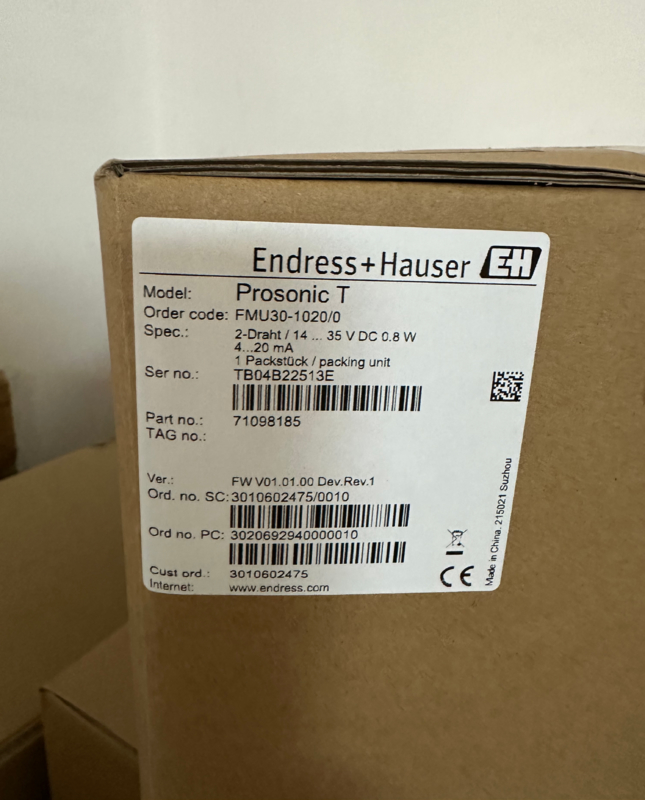 Endress+Hauser EH
Model: Prosonic T
Order code: FMU30-1020/0
Spec.: 2-Draht / 14 ... 35 V DC 0.8 W
4...20 mA
1 Packstück / packing unit
Ser no.: TB04B22513E
Part no.: 71098185
TAG no.:
Ver.: FW V01.01.00 Dev.Rev.1
Ord. no. SC: 3010602475/0010
Ord no. PC: 3020692940000010
Cust ord.: 3010602475
Internet: www.endress.com
CE
Made in China, 215021 Suzhou